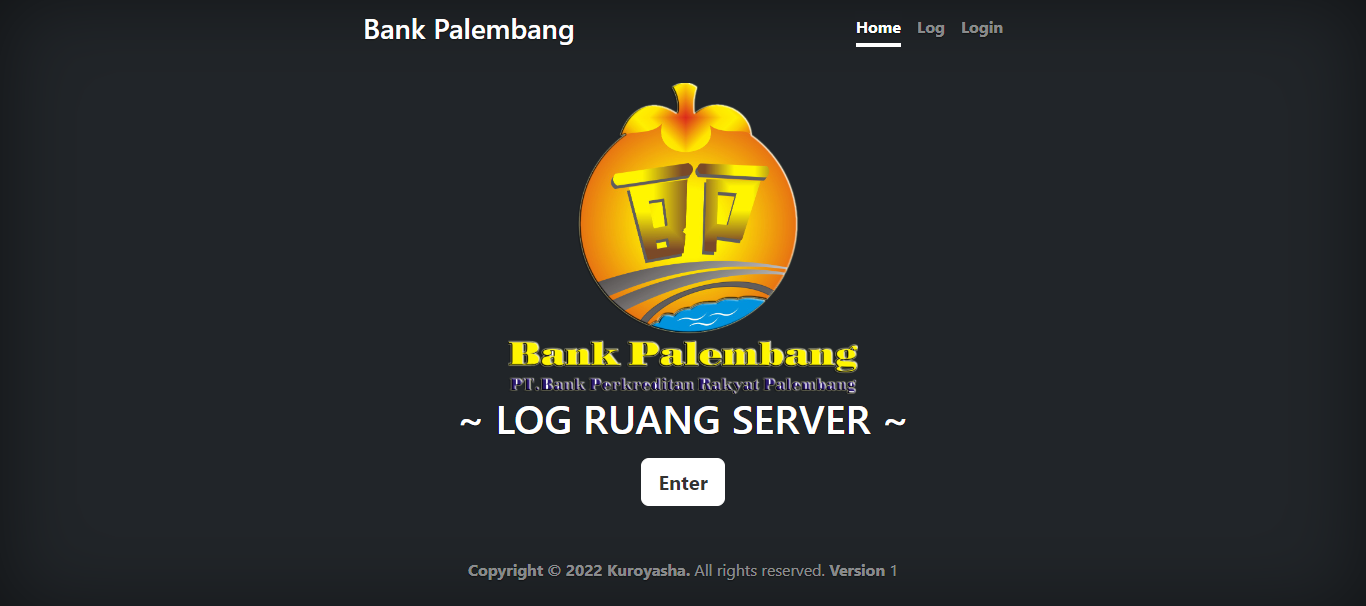 Bank Palembang
Home Log Login
BP
Bank Palembang
PT.Bank Perkreditan Rakyat Palembang
~ LOG RUANG SERVER ~
Enter
Copyright © 2022 Kuroyasha. All rights reserved. Version 1